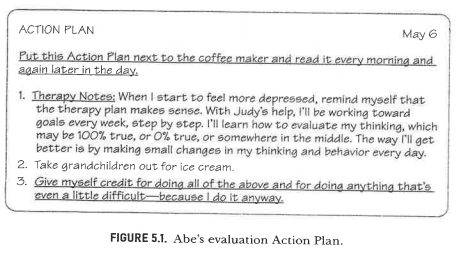 ACTION PLAN
May 6
Put this Action Plan next to the coffee maker and read it every morning and
again later in the day.
1. Therapy Notes: When I start to feel more depressed, remind myself that
the therapy plan makes sense. With Judy's help, I'll be working toward
goals every week, step by step. I'll learn how to evaluate my thinking, which
may be 100% true, or 0% true, or somewhere in the middle. The way I'll get
better is by making small changes in my thinking and behavior every day.
2. Take grandchildren out for ice cream.
3. Give myself credit for doing all of the above and for doing anything that's
even a little difficult—because I do it anyway.
FIGURE 5.1. Abe's evaluation Action Plan.